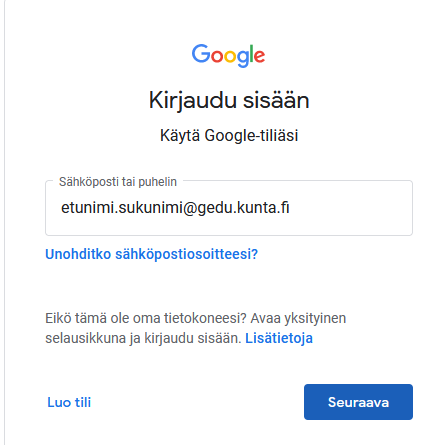 Google
Kirjaudu sisään
Käytä Google-tiliäsi
Sähköposti tai puhelin
etunimi.sukunimi@gedu.kunta.fi
Unohditko sähköpostiosoitteesi?
Eikö tämä ole oma tietokoneesi? Avaa yksityinen
selausikkuna ja kirjaudu sisään. Lisätietoja
Luo tili
Seuraava